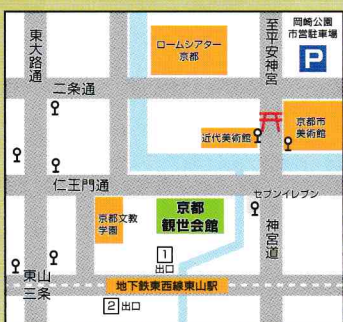 東大路通
ロームシアター
京都
至平安神宮
岡崎公園
市営駐車場
P
二条通
近代美術館
京都市
美術館
仁王門通
セブンイレブン
京都文教
学園
京都
観世会館
神宮道
1
出口
東山
三条
地下鉄東西線東山駅
2 出口